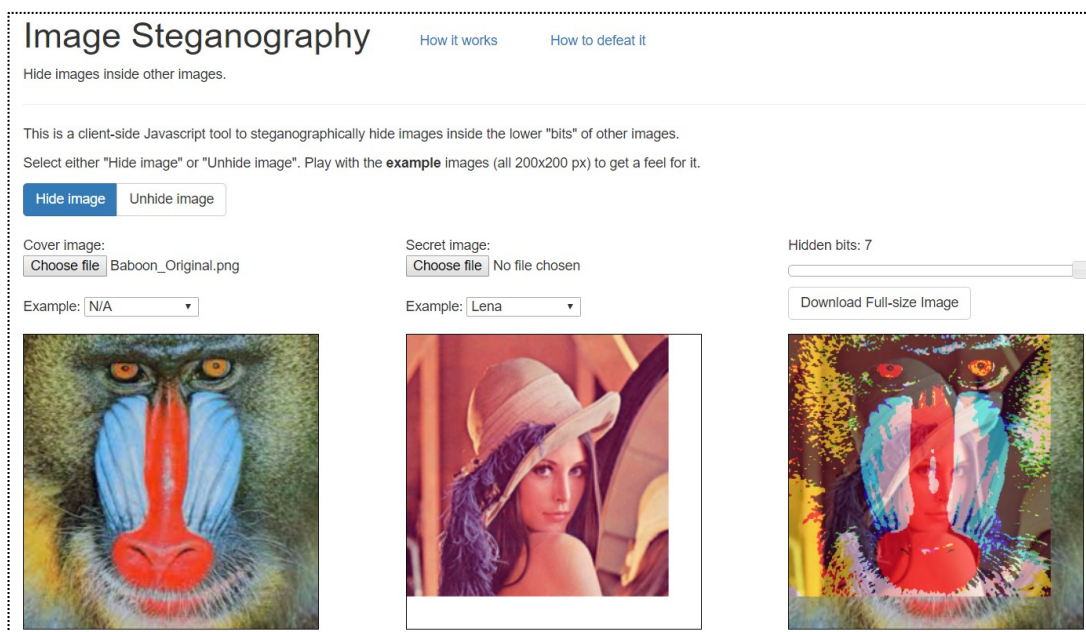 Image Steganography How it works How to defeat it
Hide images inside other images.
This is a client-side Javascript tool to steganographically hide images inside the lower "bits" of other images.
Select either "Hide image" or "Unhide image". Play with the example images (all 200x200 px) to get a feel for it.
Hide image Unhide image
Cover image: Secret image: Hidden bits: 7
Choose file Baboon_Original.png Choose file No file chosen
Example: N/A Example: Lena Download Full-size Image